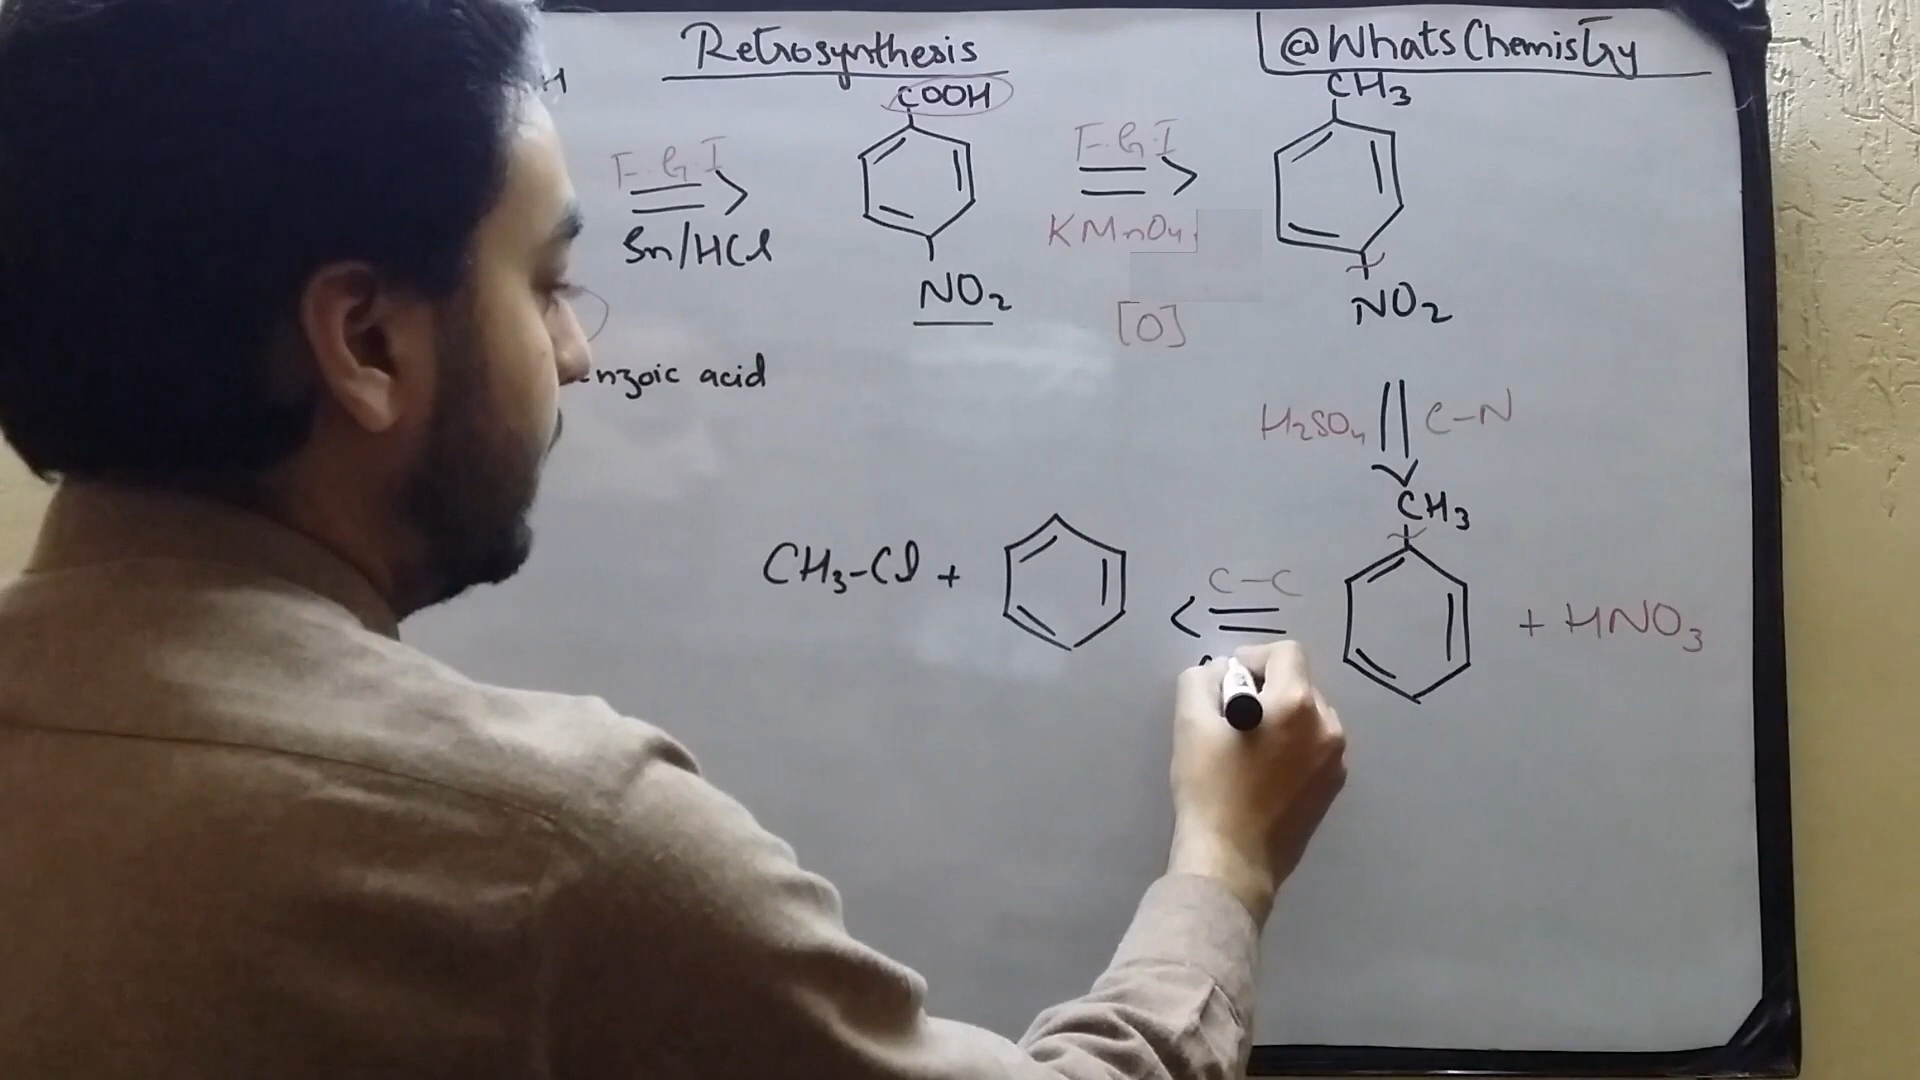 Retrosynthesis
@WhatsChemistry
H
COOH
CH3
F.G.I
F.G.I
Sn/HCl
KMnO4
NO2
[O]
NO2
nzoic acid
H2SO4
C-N
CH3
CH3-Cl +
C-C
+ HNO3